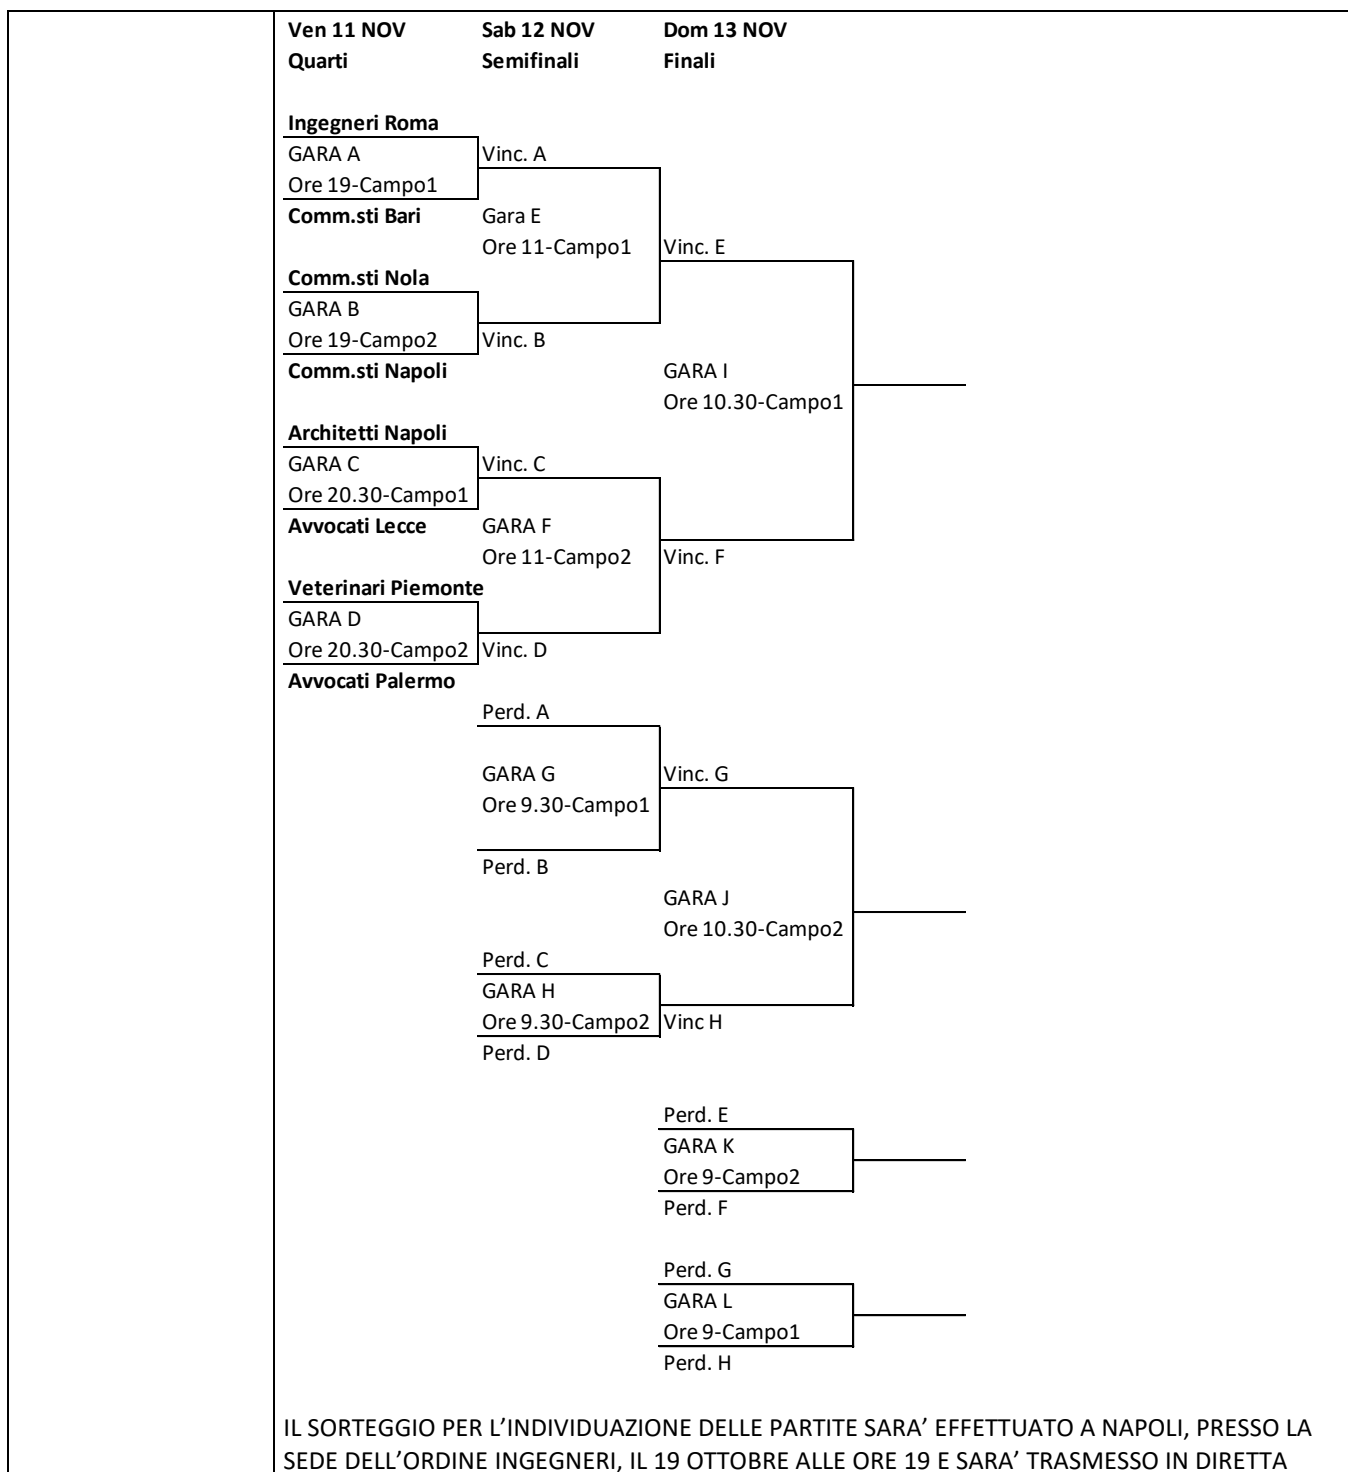 Ven 11 NOV Sab 12 NOV Dom 13 NOV
Quarti Semifinali Finali
Ingegneri Roma
GARA A Vinc. A
Ore 19-Campo1
Comm.sti Bari Gara E
Ore 11-Campo1 Vinc. E
Comm.sti Nola
GARA B
Ore 19-Campo2 Vinc. B
Comm.sti Napoli GARA I
Ore 10.30-Campo1
Architetti Napoli
GARA C Vinc. C
Ore 20.30-Campo1
Avvocati Lecce GARA F
Ore 11-Campo2 Vinc. F
Veterinari Piemonte
GARA D
Ore 20.30-Campo2 Vinc. D
Avvocati Palermo
Perd. A
GARA G Vinc. G
Ore 9.30-Campo1
Perd. B
GARA J
Ore 10.30-Campo2
Perd. C
GARA H
Ore 9.30-Campo2 Vinc H
Perd. D
Perd. E
GARA K
Ore 9-Campo2
Perd. F
Perd. G
GARA L
Ore 9-Campo1
Perd. H
IL SORTEGGIO PER L’INDIVIDUAZIONE DELLE PARTITE SARA’ EFFETTUATO A NAPOLI, PRESSO LA
SEDE DELL’ORDINE INGEGNERI, IL 19 OTTOBRE ALLE ORE 19 E SARA’ TRASMESSO IN DIRETTA